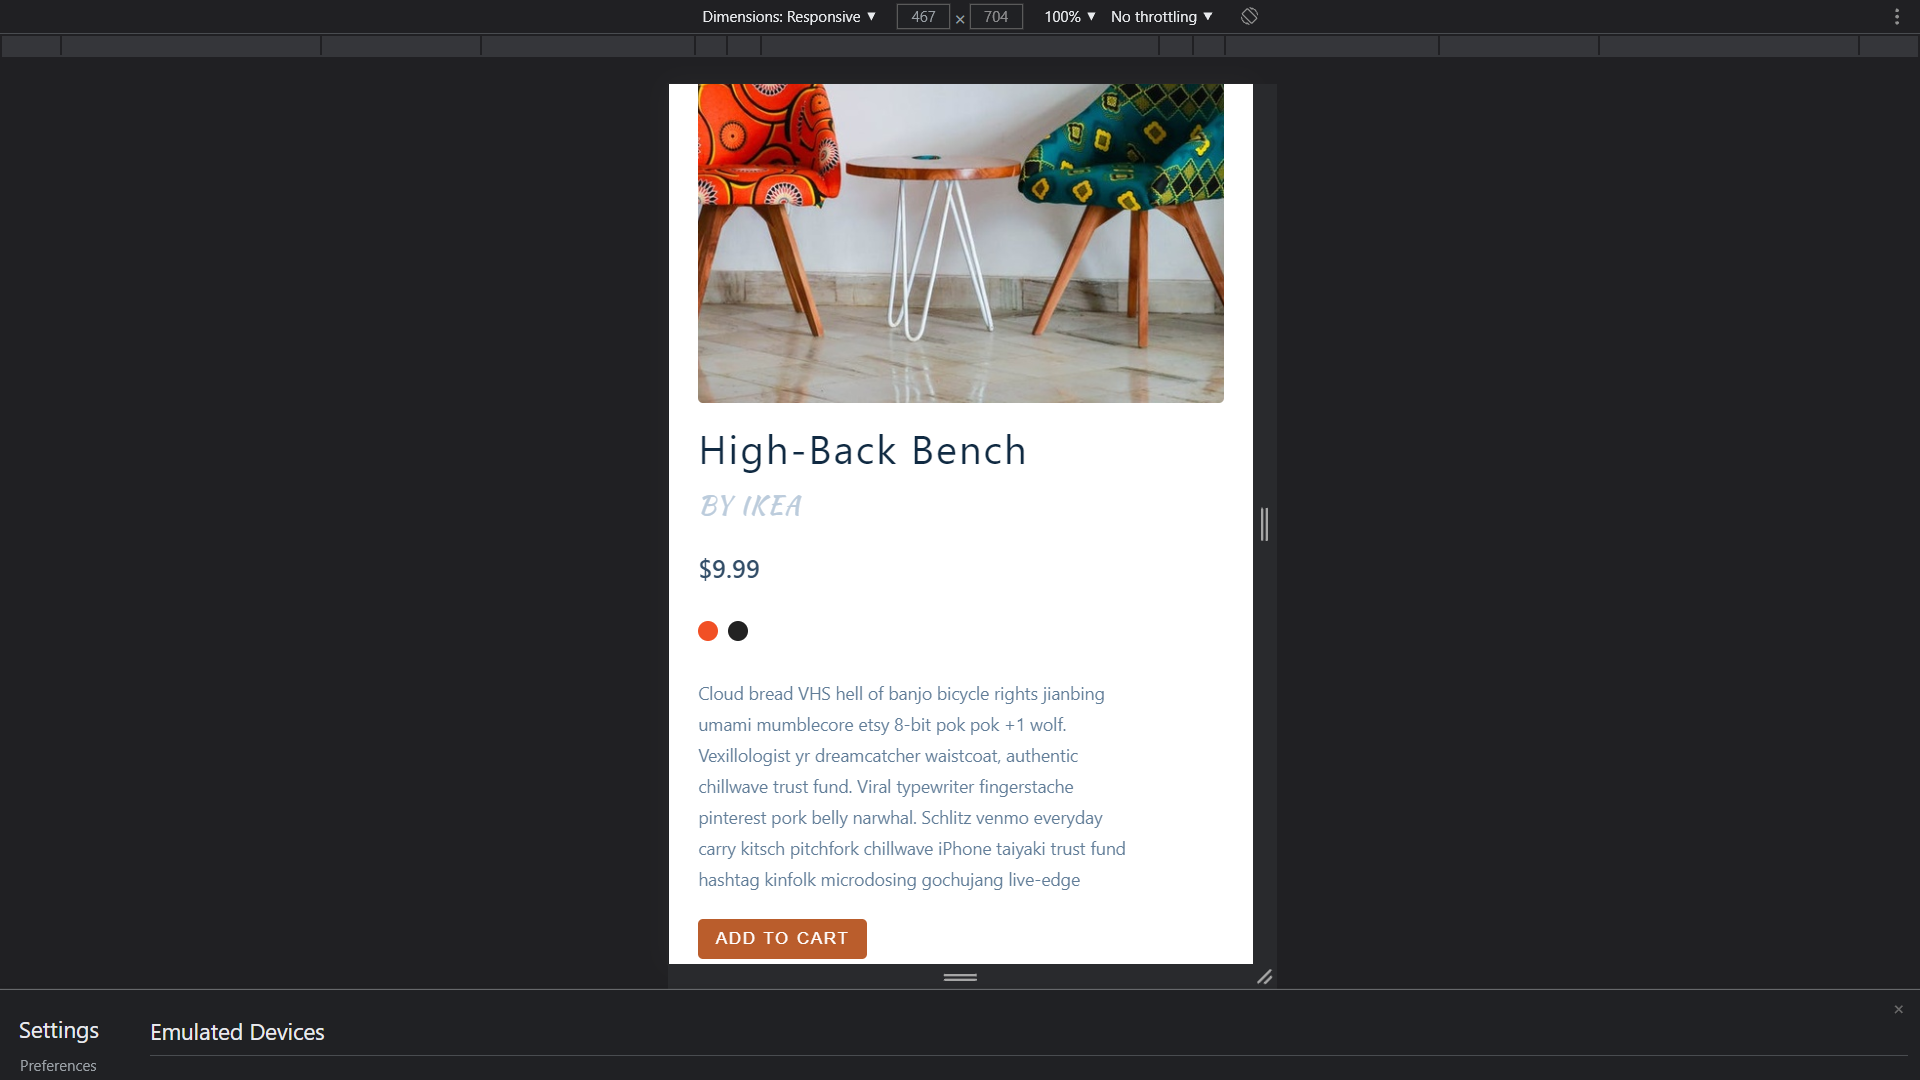 Dimensions: Responsive ▼ 467 × 704 100% ▼ No throttling ▼
High-Back Bench
BY IKEA
$9.99
Cloud bread VHS hell of banjo bicycle rights jianbing
umami mumblecore etsy 8-bit pok pok +1 wolf.
Vexillologist yr dreamcatcher waistcoat, authentic
chillwave trust fund. Viral typewriter fingerstache
pinterest pork belly narwhal. Schlitz venmo everyday
carry kitsch pitchfork chillwave iPhone taiyaki trust fund
hashtag kinfolk microdosing gochujang live-edge
ADD TO CART
Settings
Emulated Devices
Preferences